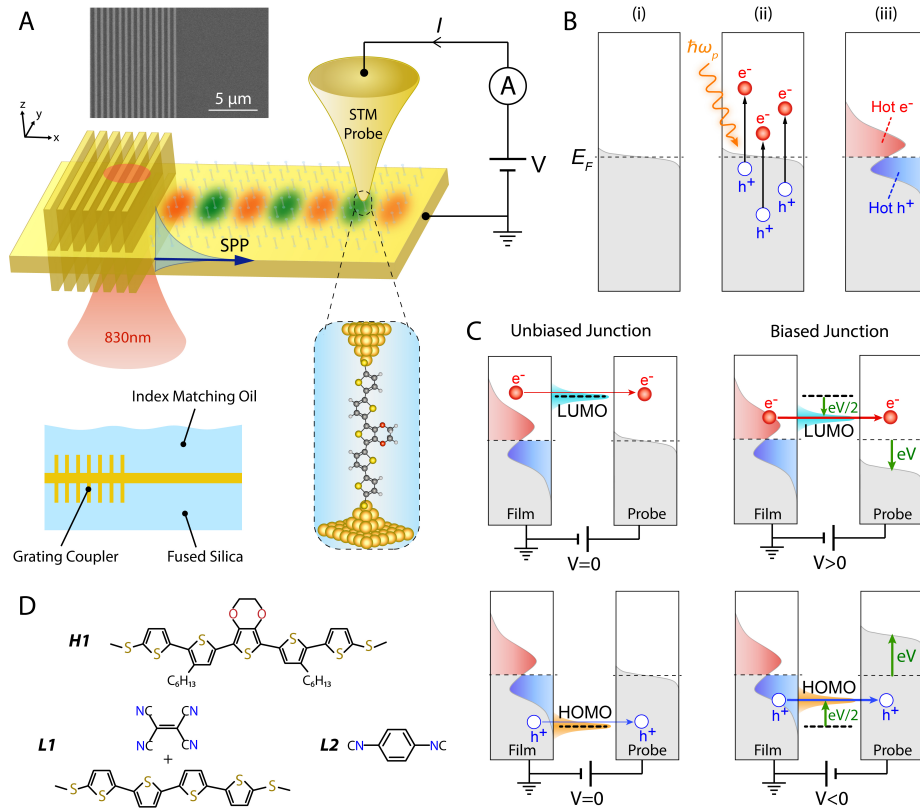 A
5 μm
z
y
x
I
A
STM
Probe
V
SPP
830nm
Index Matching Oil
Grating Coupler
Fused Silica
B
(i)
(ii)
(iii)
ħωp
e-
e-
e-
EF
h+
h+
h+
Hot e-
Hot h+
C
Unbiased Junction
Biased Junction
e-
e-
LUMO
Film
Probe
V=0
e-
e-
eV/2
LUMO
eV
Film
Probe
V>0
HOMO
h+
h+
Film
Probe
V=0
eV
HOMO
h+
h+
eV/2
Film
Probe
V<0
D
H1
O
O
S
S
S
S
S
S
S
C6H13
C6H13
L1
NC
CN
NC
CN
+
S
S
S
S
S
S
L2
CN
NC